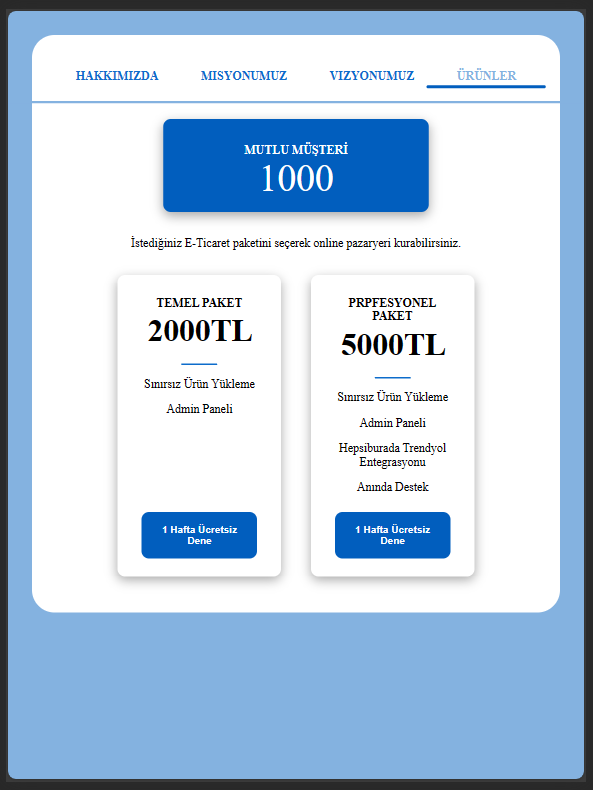 HAKKIMIZDA MISYONUMUZ VIZYONUMUZ ÜRÜNLER
MUTLU MÜŞTERİ
1000
İstediğiniz E-Ticaret paketini seçerek online pazaryeri kurabilirsiniz.
TEMEL PAKET
2000TL
Sınırsız Ürün Yükleme
Admin Paneli
1 Hafta Ücretsiz
Dene
PRPFESYONEL
PAKET
5000TL
Sınırsız Ürün Yükleme
Admin Paneli
Hepsiburada Trendyol
Entegrasyonu
Anında Destek
1 Hafta Ücretsiz
Dene